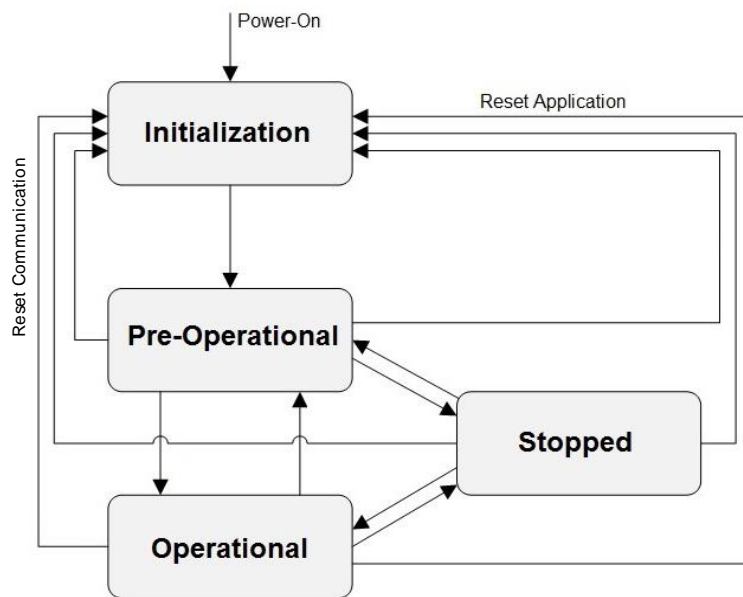 Power-On
Reset Application
Initialization
Reset Communication
Pre-Operational
Stopped
Operational